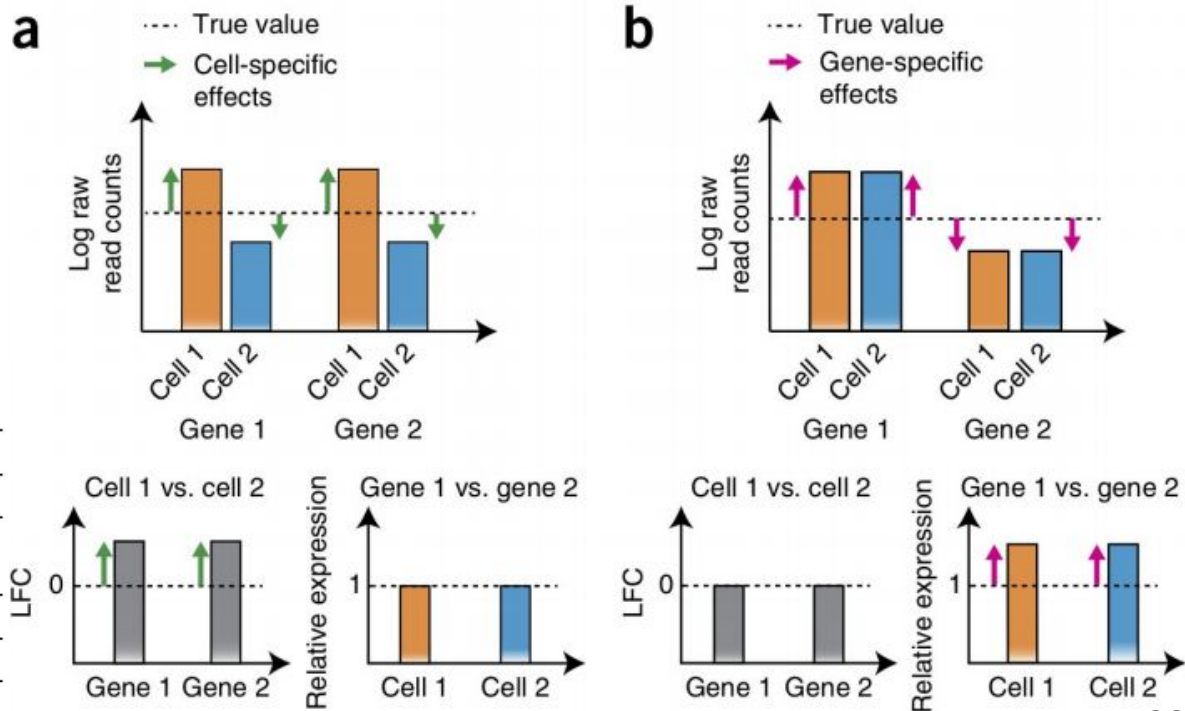 a
True value
Cell-specific
effects
Log raw
read counts
Cell 1
Cell 2
Cell 1
Cell 2
Gene 1
Gene 2
Cell 1 vs. cell 2
LFC
0
Gene 1
Gene 2
Gene 1 vs. gene 2
Relative expression
1
Cell 1
Cell 2
b
True value
Gene-specific
effects
Log raw
read counts
Cell 1
Cell 2
Cell 1
Cell 2
Gene 1
Gene 2
Cell 1 vs. cell 2
LFC
0
Gene 1
Gene 2
Gene 1 vs. gene 2
Relative expression
1
Cell 1
Cell 2